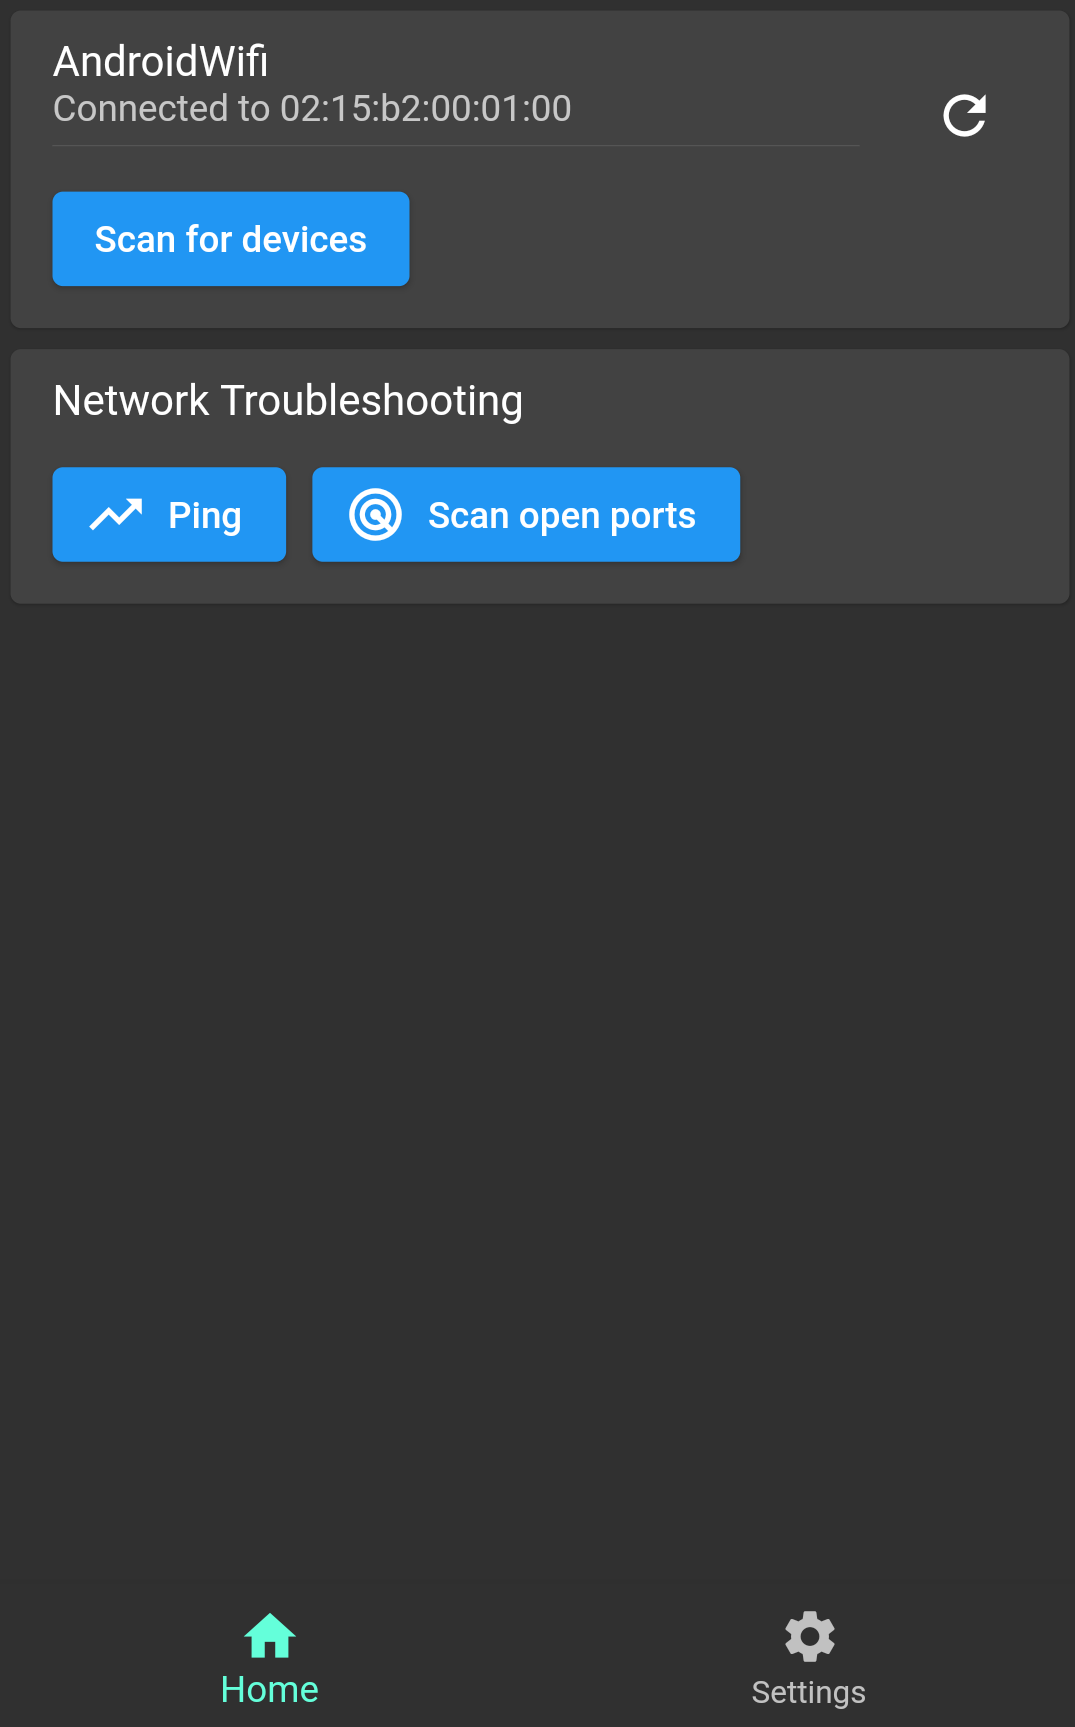 AndroidWifi
Connected to 02:15:b2:00:01:00
Scan for devices
Network Troubleshooting
Ping
Scan open ports
Home
Settings